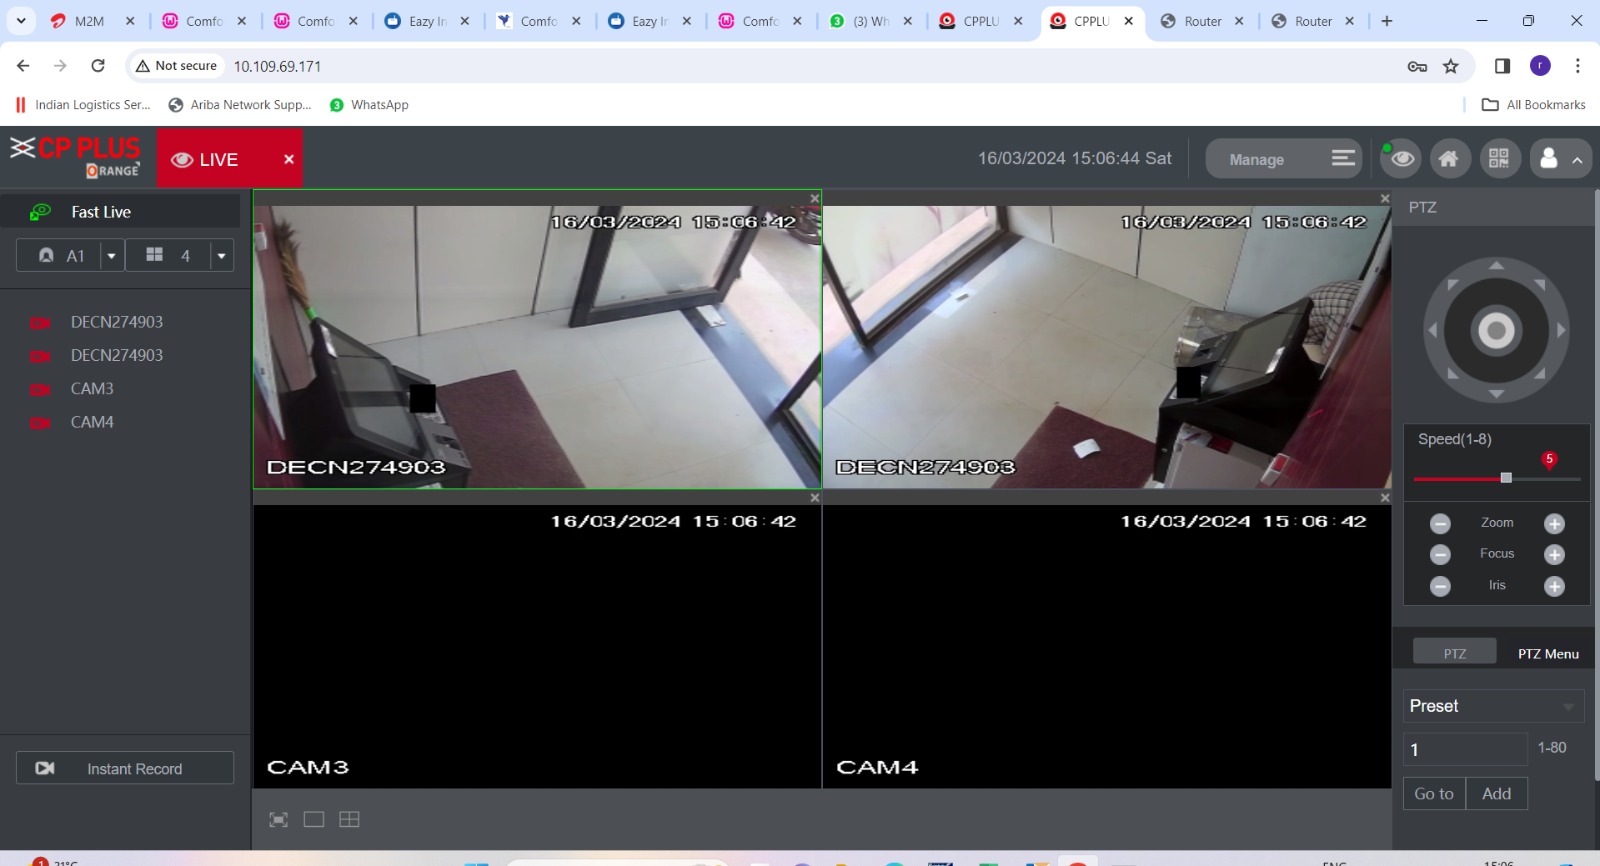 M2M
Comfo
Comfo
Eazy In
Comfo
Eazy In
Comfo
(3) Wh
CPPLU
CPPLU
Router
Router
Not secure
10.109.69.171
r
Indian Logistics Ser...
Ariba Network Supp...
3
WhatsApp
All Bookmarks
CP PLUS
ORANGE
LIVE
16/03/2024 15:06:44 Sat
Manage
Fast Live
A1
4
DECN274903
DECN274903
CAM3
CAM4
Instant Record
16/03/2024 15:06:42
DECN274903
16/03/2024 15:06:42
DECN274903
16/03/2024 15:06:42
CAM3
16/03/2024 15:06:42
CAM4
PTZ
Speed(1-8)
5
Zoom
Focus
Iris
PTZ
PTZ Menu
Preset
1
1-80
Go to
Add
1
31°C
ENG
15:06